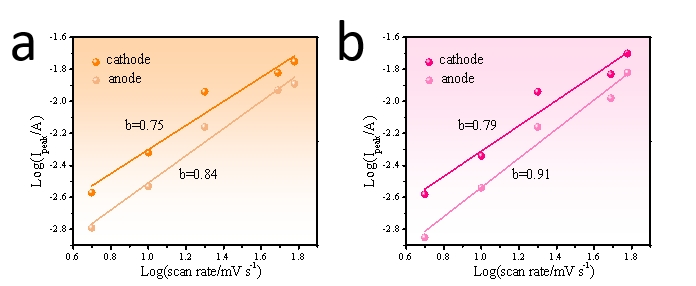 a
-1.6
-1.8
-2.0
-2.2
-2.4
-2.6
-2.8
Log(I_peak/A)
cathode
anode
b=0.75
b=0.84
0.6 0.8 1.0 1.2 1.4 1.6 1.8
Log(scan rate/mV s⁻¹)
b
-1.6
-1.8
-2.0
-2.2
-2.4
-2.6
-2.8
Log(I_peak/A)
cathode
anode
b=0.79
b=0.91
0.6 0.8 1.0 1.2 1.4 1.6 1.8
Log(scan rate/mV s⁻¹)